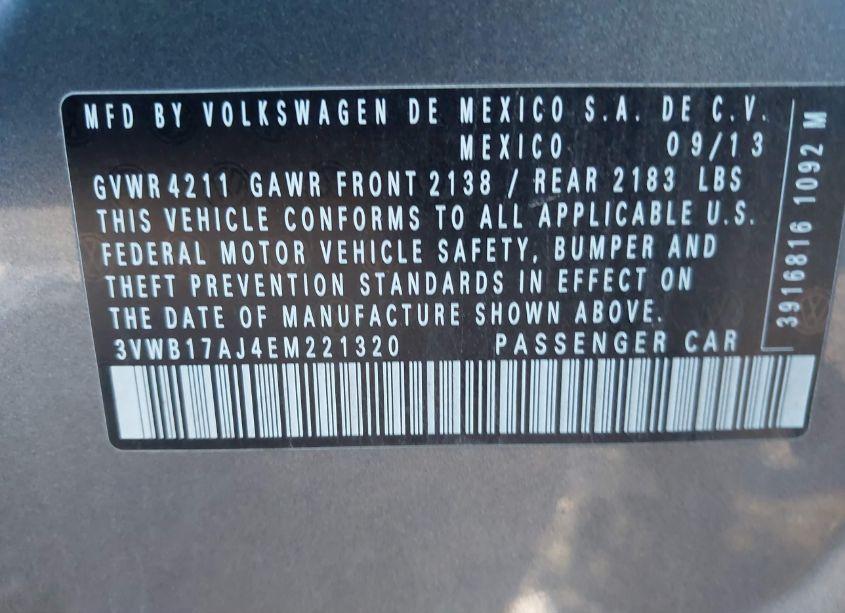 MFD BY VOLKSWAGEN DE MEXICO S.A. DE C.V.
MEXICO 09/13
GVWR 4211 GAWR FRONT 2138 / REAR 2183 LBS
THIS VEHICLE CONFORMS TO ALL APPLICABLE U.S.
FEDERAL MOTOR VEHICLE SAFETY, BUMPER AND
THEFT PREVENTION STANDARDS IN EFFECT ON
THE DATE OF MANUFACTURE SHOWN ABOVE.
3VWB17AJ4EM221320 PASSENGER CAR
3916816 1092 M